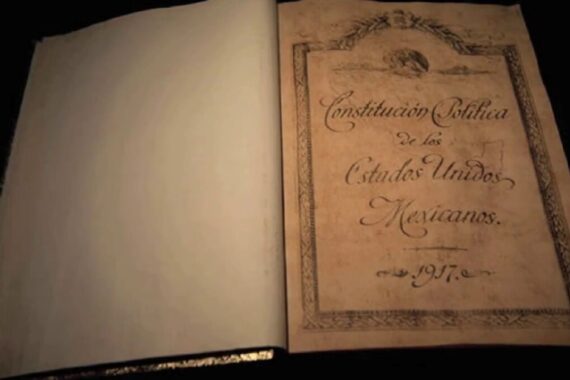 Constitución Política
de los
Estados Unidos
Mexicanos.
1917.